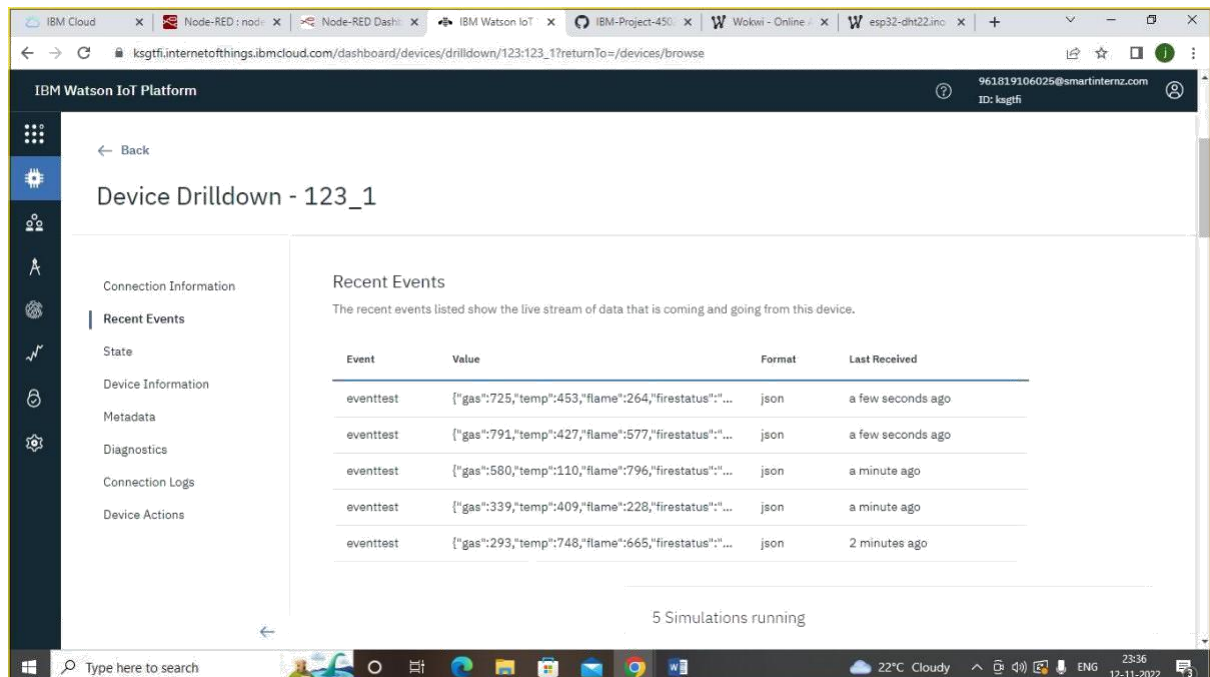 IBM Cloud
Node-RED : node-
Node-RED Dashb
IBM Watson IoT
IBM-Project-450
Wokwi - Online
esp32-dht22.ino
ksgtfi.internetofthings.ibmcloud.com/dashboard/devices/drilldown/123:123_1?returnTo=/devices/browse
j
IBM Watson IoT Platform
961819106025@smartinternz.com
ID: ksgtfi
← Back
Device Drilldown - 123_1
Connection Information
Recent Events
State
Device Information
Metadata
Diagnostics
Connection Logs
Device Actions
Recent Events
The recent events listed show the live stream of data that is coming and going from this device.
Event Value Format Last Received
eventtest {"gas":725,"temp":453,"flame":264,"firestatus":"... json a few seconds ago
eventtest {"gas":791,"temp":427,"flame":577,"firestatus":"... json a few seconds ago
eventtest {"gas":580,"temp":110,"flame":796,"firestatus":"... json a minute ago
eventtest {"gas":339,"temp":409,"flame":228,"firestatus":"... json a minute ago
eventtest {"gas":293,"temp":748,"flame":665,"firestatus":"... json 2 minutes ago
5 Simulations running
Type here to search
22°C Cloudy
ENG
23:36
12-11-2022